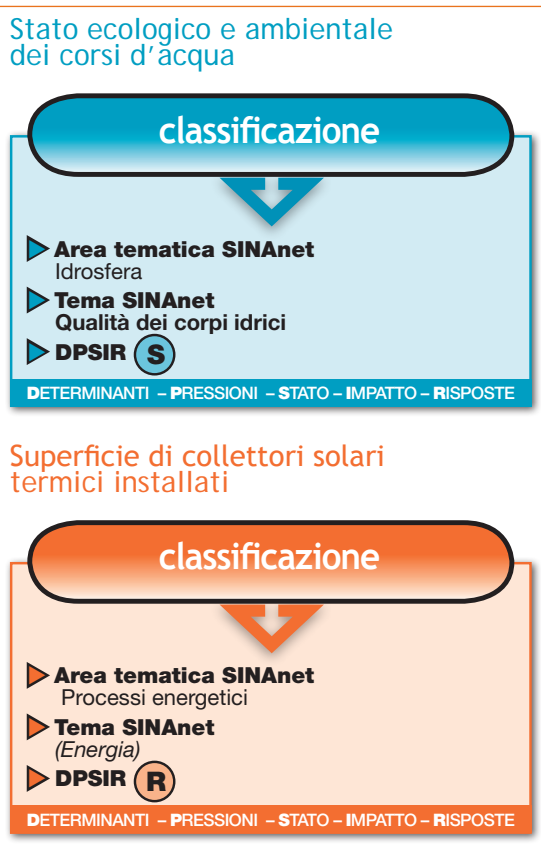 Stato ecologico e ambientale
dei corsi d'acqua
classificazione
Area tematica SINAnet
Idrosfera
Tema SINAnet
Qualità dei corpi idrici
DPSIR S
DETERMINANTI – PRESSIONI – STATO – IMPATTO – RISPOSTE
Superficie di collettori solari
termici installati
classificazione
Area tematica SINAnet
Processi energetici
Tema SINAnet
(Energia)
DPSIR R
DETERMINANTI – PRESSIONI – STATO – IMPATTO – RISPOSTE